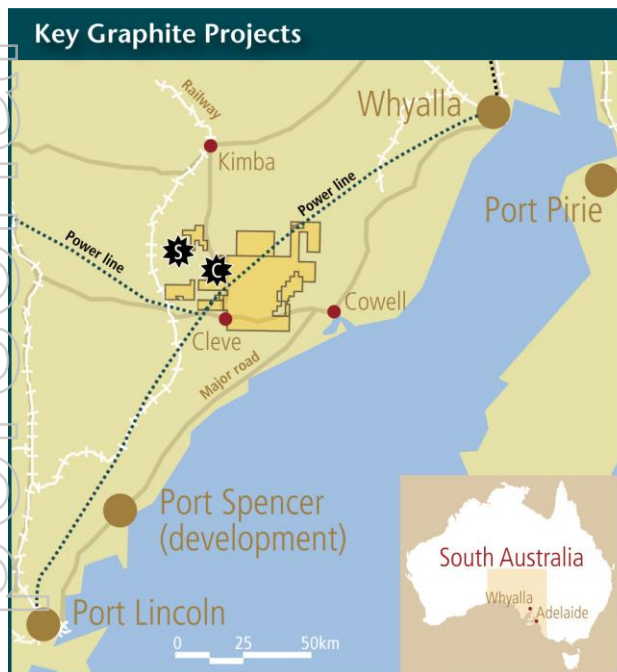 Key Graphite Projects
Railway
Whyalla
Kimba
Port Pirie
Power line
S
Power line
C
Cowell
Cleve
Major road
Port Spencer
(development)
South Australia
Whyalla
Adelaide
Port Lincoln
0 25 50km